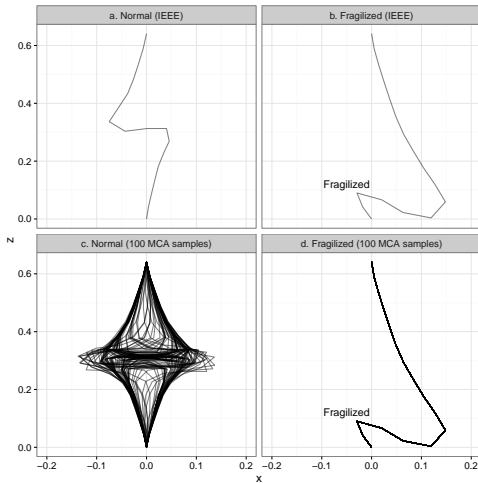 a. Normal (IEEE)
b. Fragilized (IEEE)
0.6
0.4
0.2
0.0
Fragilized
c. Normal (100 MCA samples)
d. Fragilized (100 MCA samples)
z
0.6
0.4
0.2
0.0
Fragilized
−0.2 −0.1 0.0 0.1 0.2 −0.2 −0.1 0.0 0.1 0.2
x